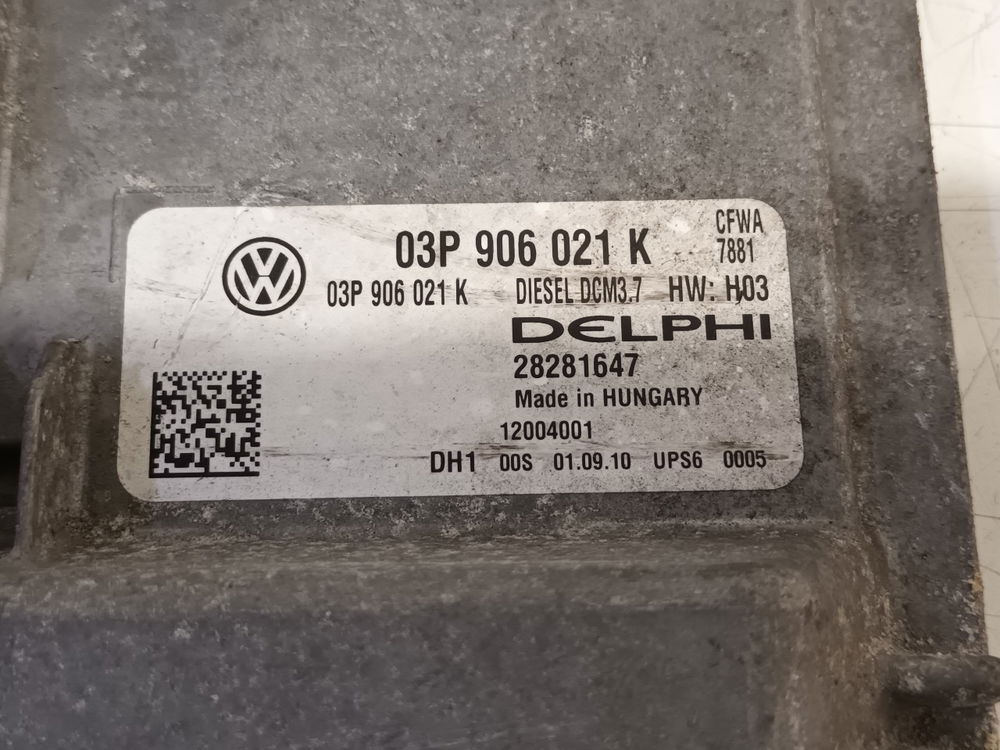 03P 906 021 K
CFWA
7881
03P 906 021 K DIESEL DCM3.7 HW: H03
DELPHI
28281647
Made in HUNGARY
12004001
DH1 00S 01.09.10 UPS6 0005